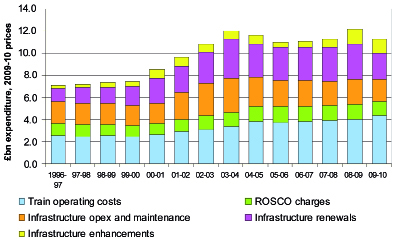 £bn expenditure, 2009-10 prices
14.0
12.0
10.0
8.0
6.0
4.0
2.0
0.0
1996-97 97-98 98-99 99-00 00-01 01-02 02-03 03-04 04-05 05-06 06-07 07-08 08-09 09-10
Train operating costs ROSCO charges
Infrastructure opex and maintenance Infrastructure renewals
Infrastructure enhancements